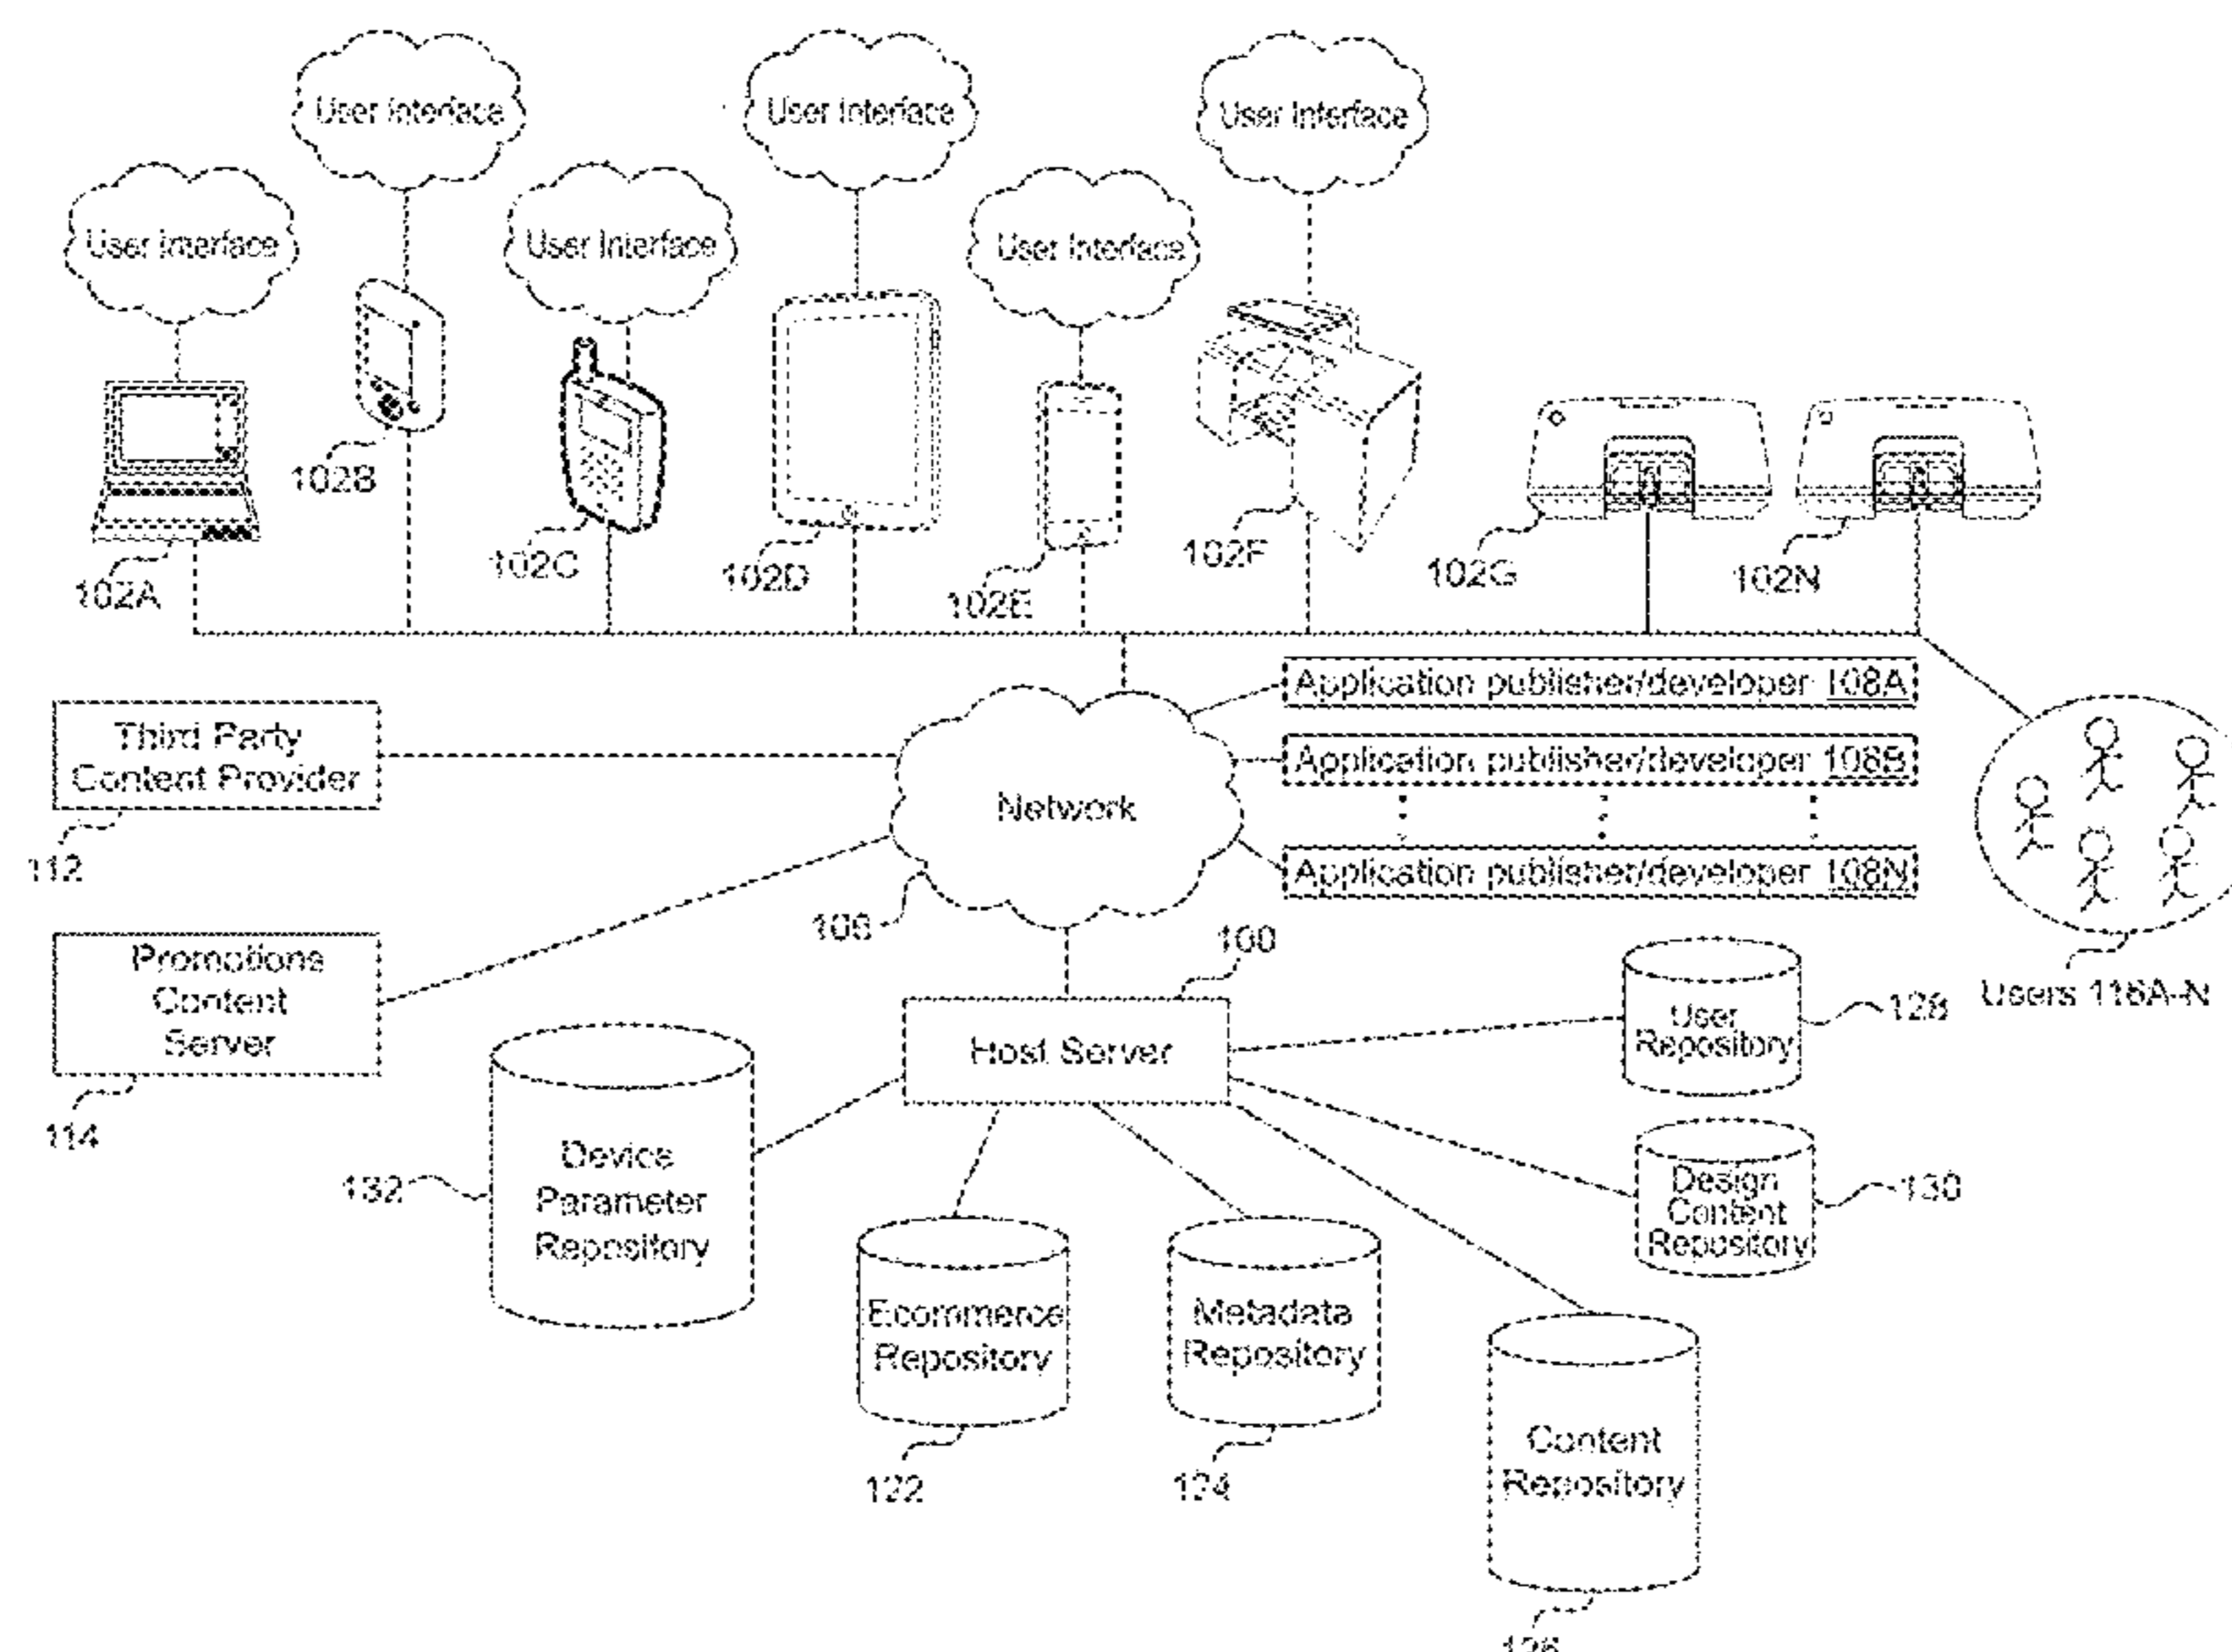 User Interface
User Interface
User Interface
User Interface
User Interface
User Interface
102A
102B
102C
102D
102E
102F
102G
102N
Application publisher/developer 108A
Third Party
Content Provider
Application publisher/developer 108B
Network
112
Application publisher/developer 108N
106
100
Promotions
Content
Server
Users 116A-N
128
User
Repository
Host Server
114
132
Device
Parameter
Repository
130
Design
Content
Repository
Ecommerce
Repository
Metadata
Repository
Content
Repository
122
124
126